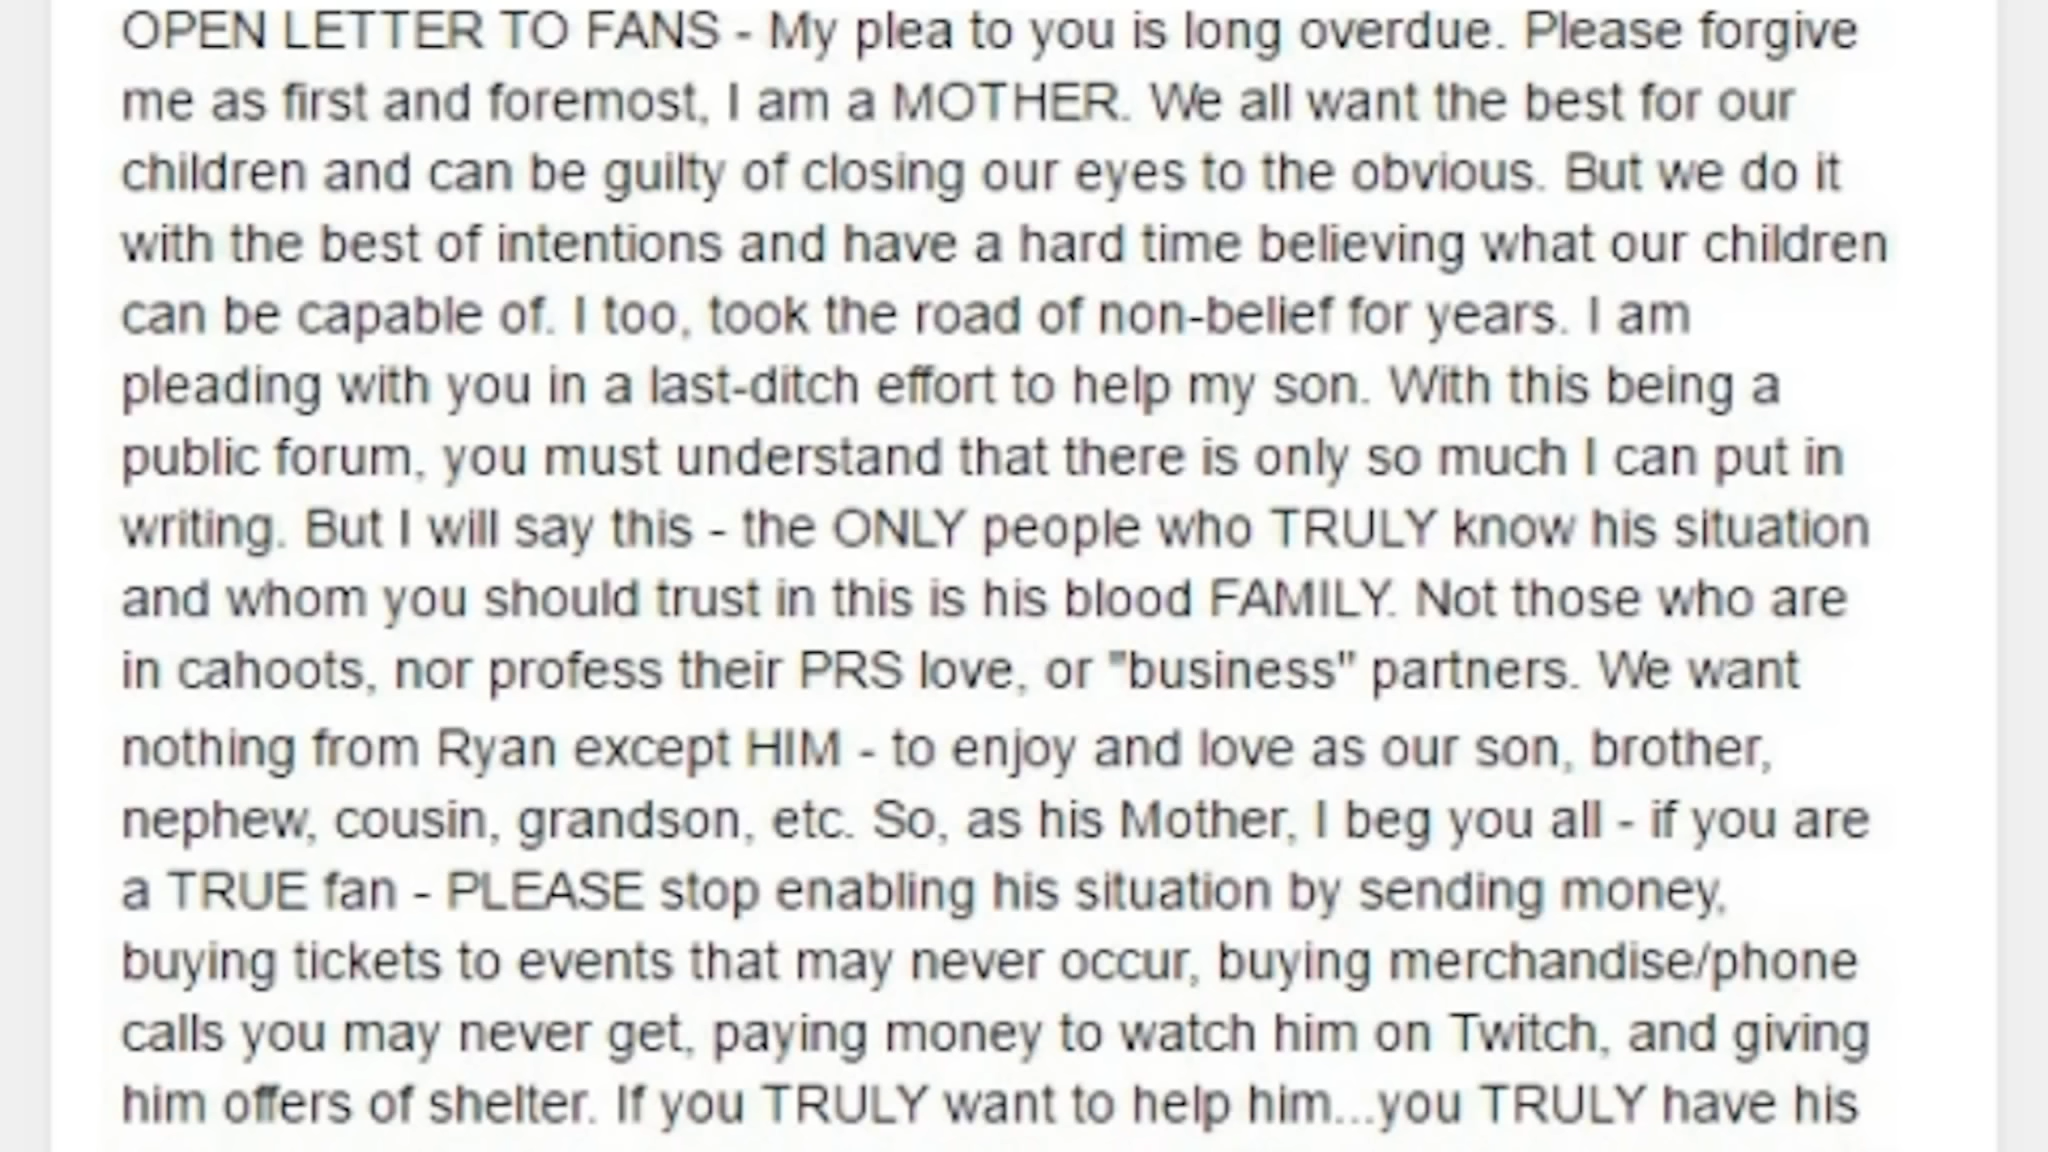 OPEN LETTER TO FANS - My plea to you is long overdue. Please forgive
me as first and foremost, I am a MOTHER. We all want the best for our
children and can be guilty of closing our eyes to the obvious. But we do it
with the best of intentions and have a hard time believing what our children
can be capable of. I too, took the road of non-belief for years. I am
pleading with you in a last-ditch effort to help my son. With this being a
public forum, you must understand that there is only so much I can put in
writing. But I will say this - the ONLY people who TRULY know his situation
and whom you should trust in this is his blood FAMILY. Not those who are
in cahoots, nor profess their PRS love, or "business" partners. We want
nothing from Ryan except HIM - to enjoy and love as our son, brother,
nephew, cousin, grandson, etc. So, as his Mother, I beg you all - if you are
a TRUE fan - PLEASE stop enabling his situation by sending money,
buying tickets to events that may never occur, buying merchandise/phone
calls you may never get, paying money to watch him on Twitch, and giving
him offers of shelter. If you TRULY want to help him...you TRULY have his